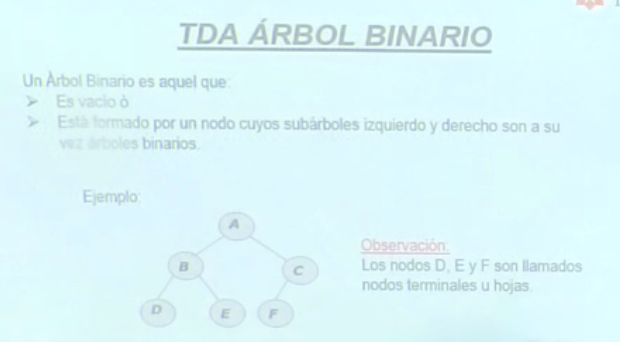 TDA ÁRBOL BINARIO
Un Àrbol Binario es aquel que:
Es vacío ò
Está formado por un nodo cuyos subárboles izquierdo y derecho son a su
vez árboles binarios.
Ejemplo:
A
B
C
D
E
F
Observación:
Los nodos D, E y F son llamados
nodos terminales u hojas.